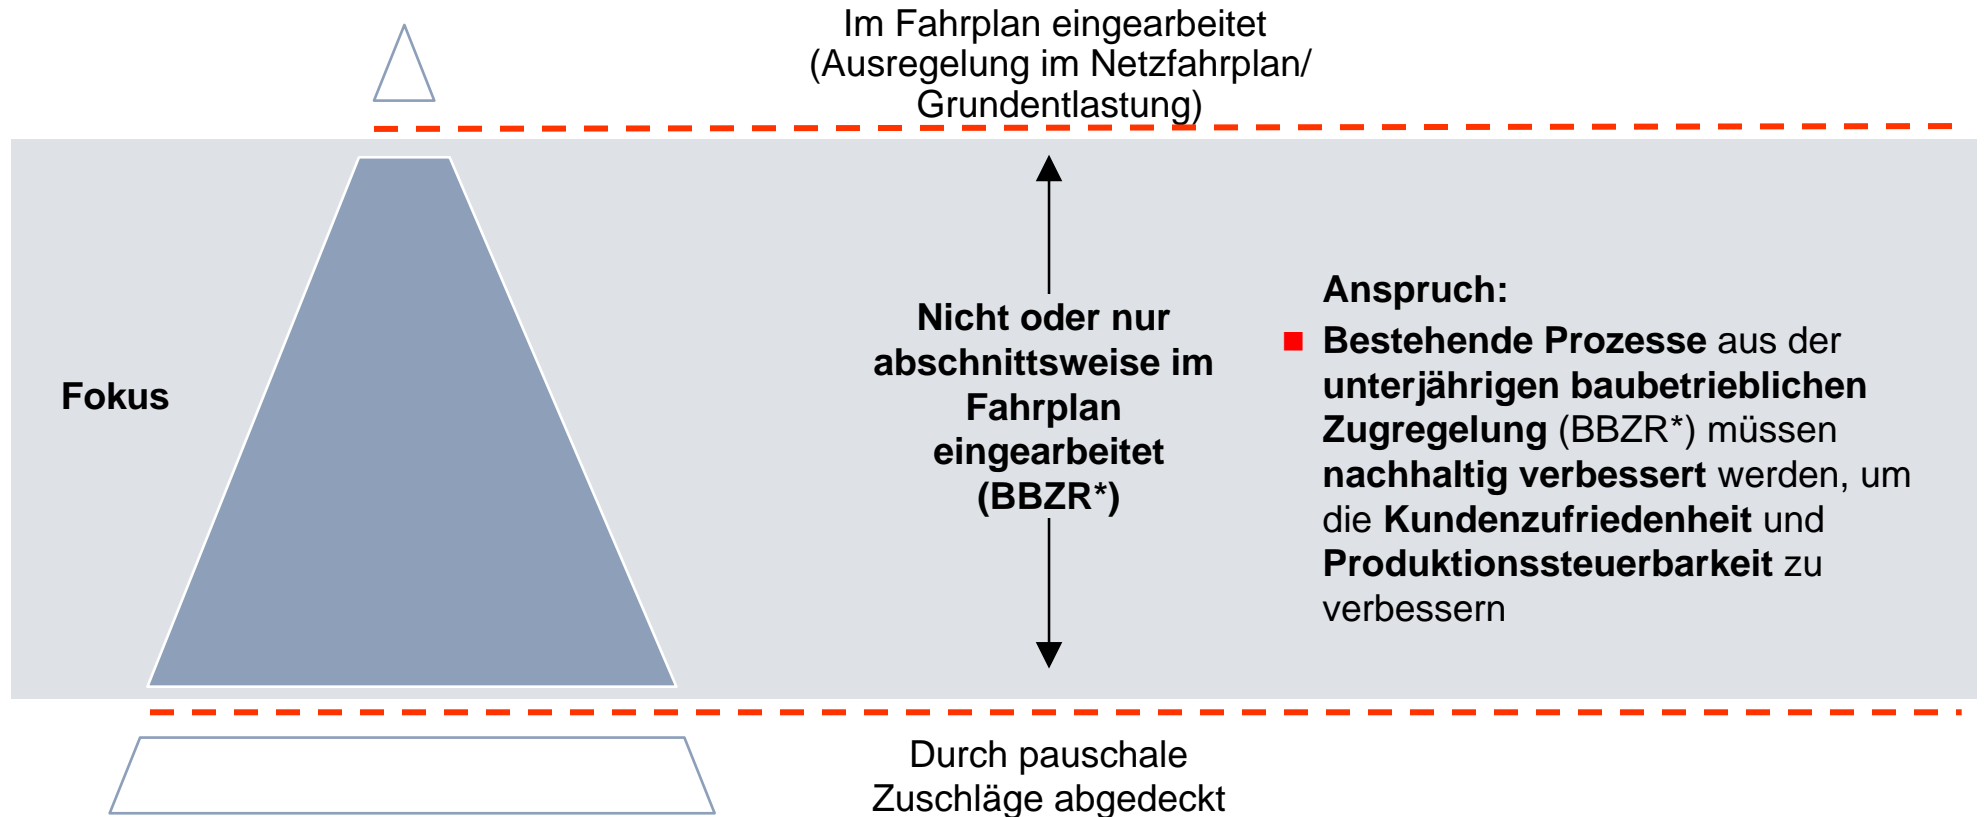 Im Fahrplan eingearbeitet
(Ausregelung im Netzfahrplan/
Grundentlastung)
Fokus
Nicht oder nur
abschnittsweise im
Fahrplan
eingearbeitet
(BBZR*)
Anspruch:
Bestehende Prozesse aus der
unterjährigen baubetrieblichen
Zugregelung (BBZR*) müssen
nachhaltig verbessert werden, um
die Kundenzufriedenheit und
Produktionssteuerbarkeit zu
verbessern
Durch pauschale
Zuschläge abgedeckt